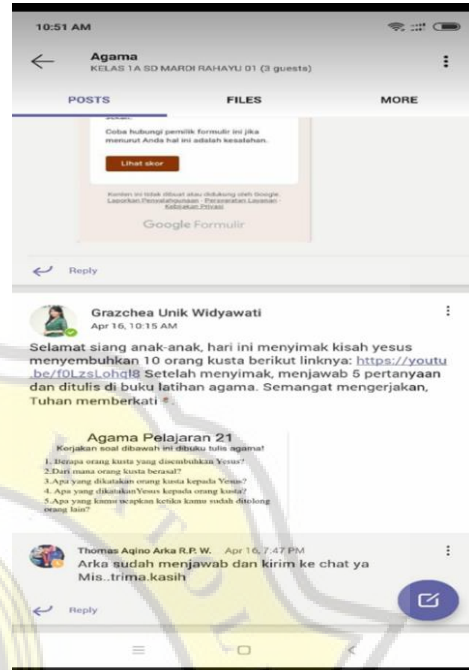 10:51 AM
Agama
KELAS 1A SD MARDI RAHAYU 01 (3 guests)
POSTS FILES MORE
Coba hubungi pemilik formulir ini jika
menurut Anda hal ini adalah kesalahan.
Lihat skor
Konten ini tidak dibuat atau didukung oleh Google.
Laporkan Penyalahgunaan - Persyaratan Layanan -
Kebijakan Privasi
Google Formulir
Reply
Grazchea Unik Widyawati
Apr 16, 10:15 AM
Selamat siang anak-anak, hari ini menyimak kisah yesus
menyembuhkan 10 orang kusta berikut linknya: https://youtu
.be/f0LzsLohql8 Setelah menyimak, menjawab 5 pertanyaan
dan ditulis di buku latihan agama. Semangat mengerjakan,
Tuhan memberkati
Agama Pelajaran 21
Kerjakan soal dibawah ini dibuku tulis agama!
1. Berapa orang kusta yang disembuhkan Yesus?
2.Dari mana orang kusta berasal?
3.Apa yang dikatakan orang kusta kepada Yesus?
4. Apa yang dikatakanYesus kepada orang kusta?
5.Apa yang kamu ucapkan ketika kamu sudah ditolong
orang lain?
Thomas Aqino Arka R.P. W. Apr 16, 7.47 PM
Arka sudah menjawab dan kirim ke chat ya
Mis..trima.kasih
Reply